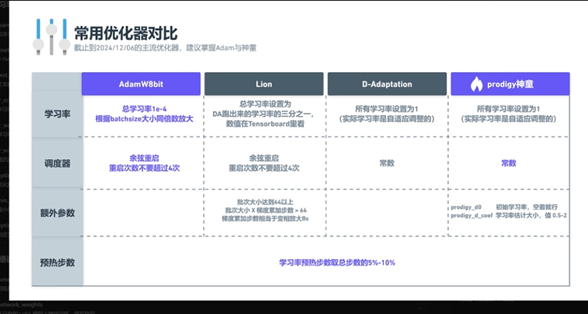 常用优化器对比
截止到2024/12/06的主流优化器，建议掌握Adam与神童
AdamW8bit
Lion
D-Adaptation
prodigy神童
学习率
总学习率1e-4
根据batchsize大小同倍数放大
总学习率设置为
DA跑出来的学习率的三分之一，
数值在Tensorboard里看
所有学习率设置为1
（实际学习率是自适应调整的）
所有学习率设置为1
（实际学习率是自适应调整的）
调度器
余弦重启
重启次数不要超过4次
余弦重启
重启次数不要超过4次
常数
常数
额外参数
批次大小达到64以上
批次大小 X 梯度累加步数 = 64
梯度累加步数相当于变相放大Bs
prodigy_d0 初始学习率，空着就行
prodigy_d_coef 学习率估计大小，值 0.5-2
预热步数
学习率预热步数取总步数的5%-10%